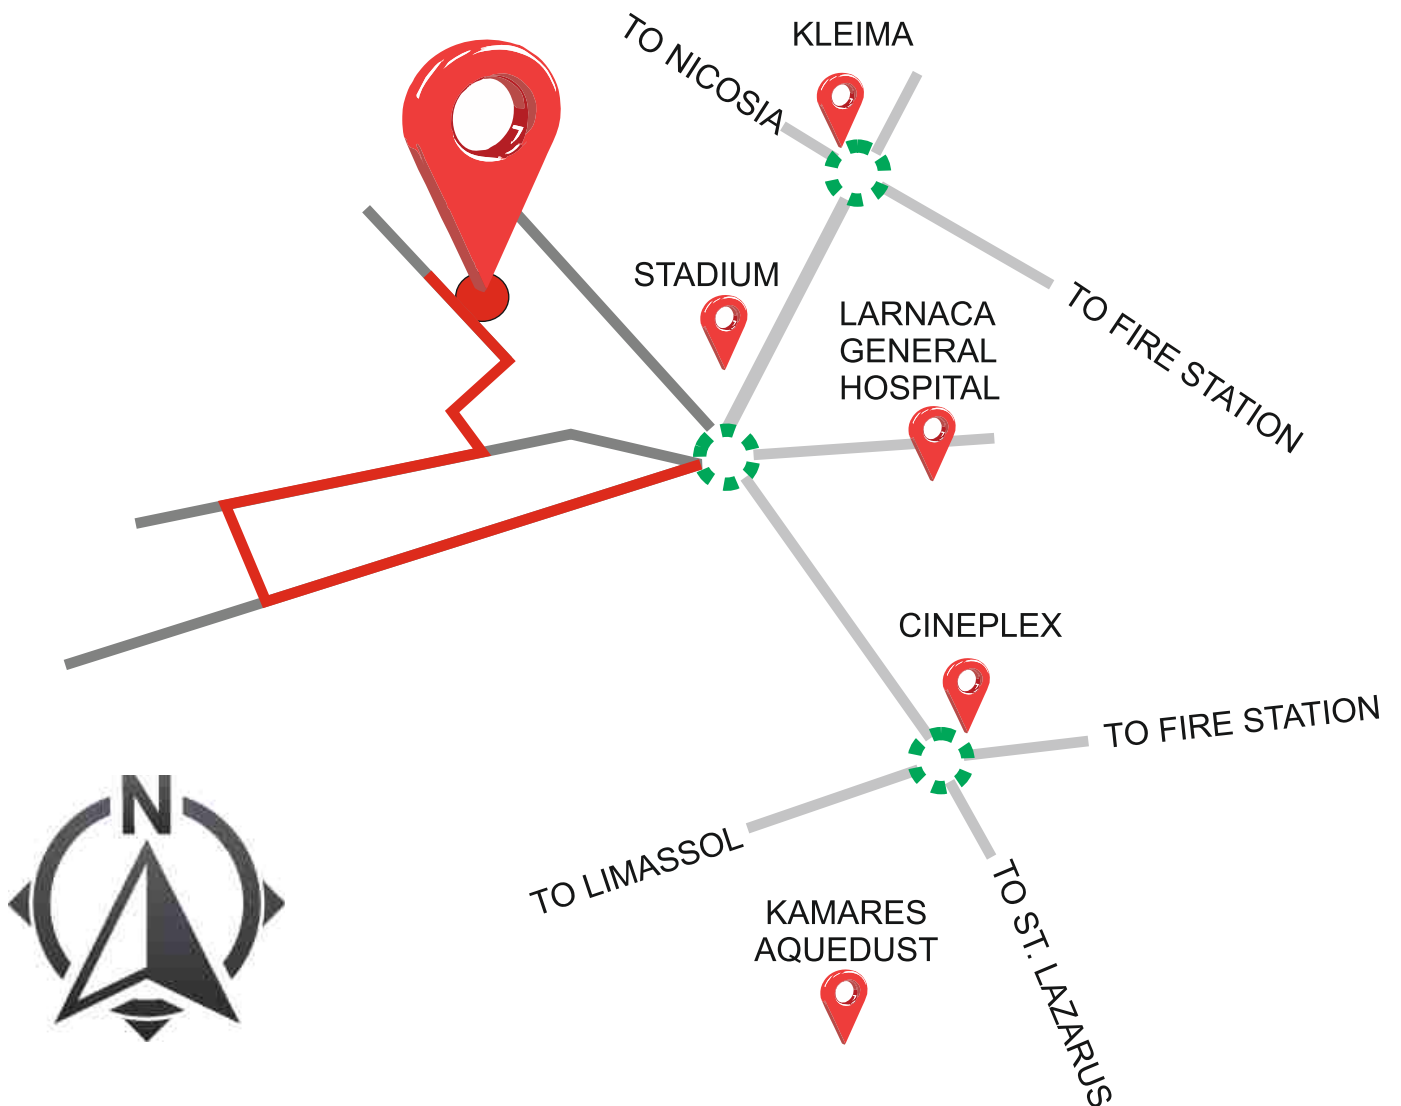 TO NICOSIA
KLEIMA
STADIUM
LARNACA
GENERAL
HOSPITAL
TO FIRE STATION
CINEPLEX
TO FIRE STATION
TO LIMASSOL
KAMARES
AQUEDUST
TO ST. LAZARUS
N